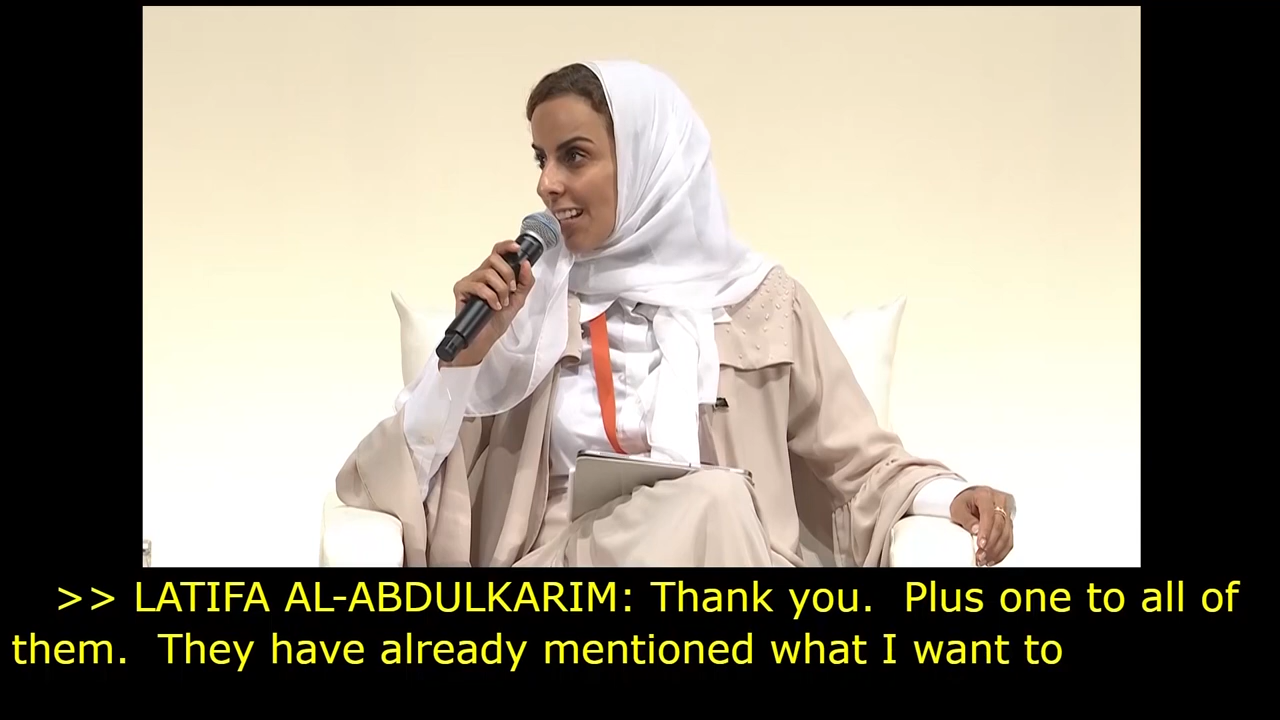 >> LATIFA AL-ABDULKARIM: Thank you.  Plus one to all of
them.  They have already mentioned what I want to